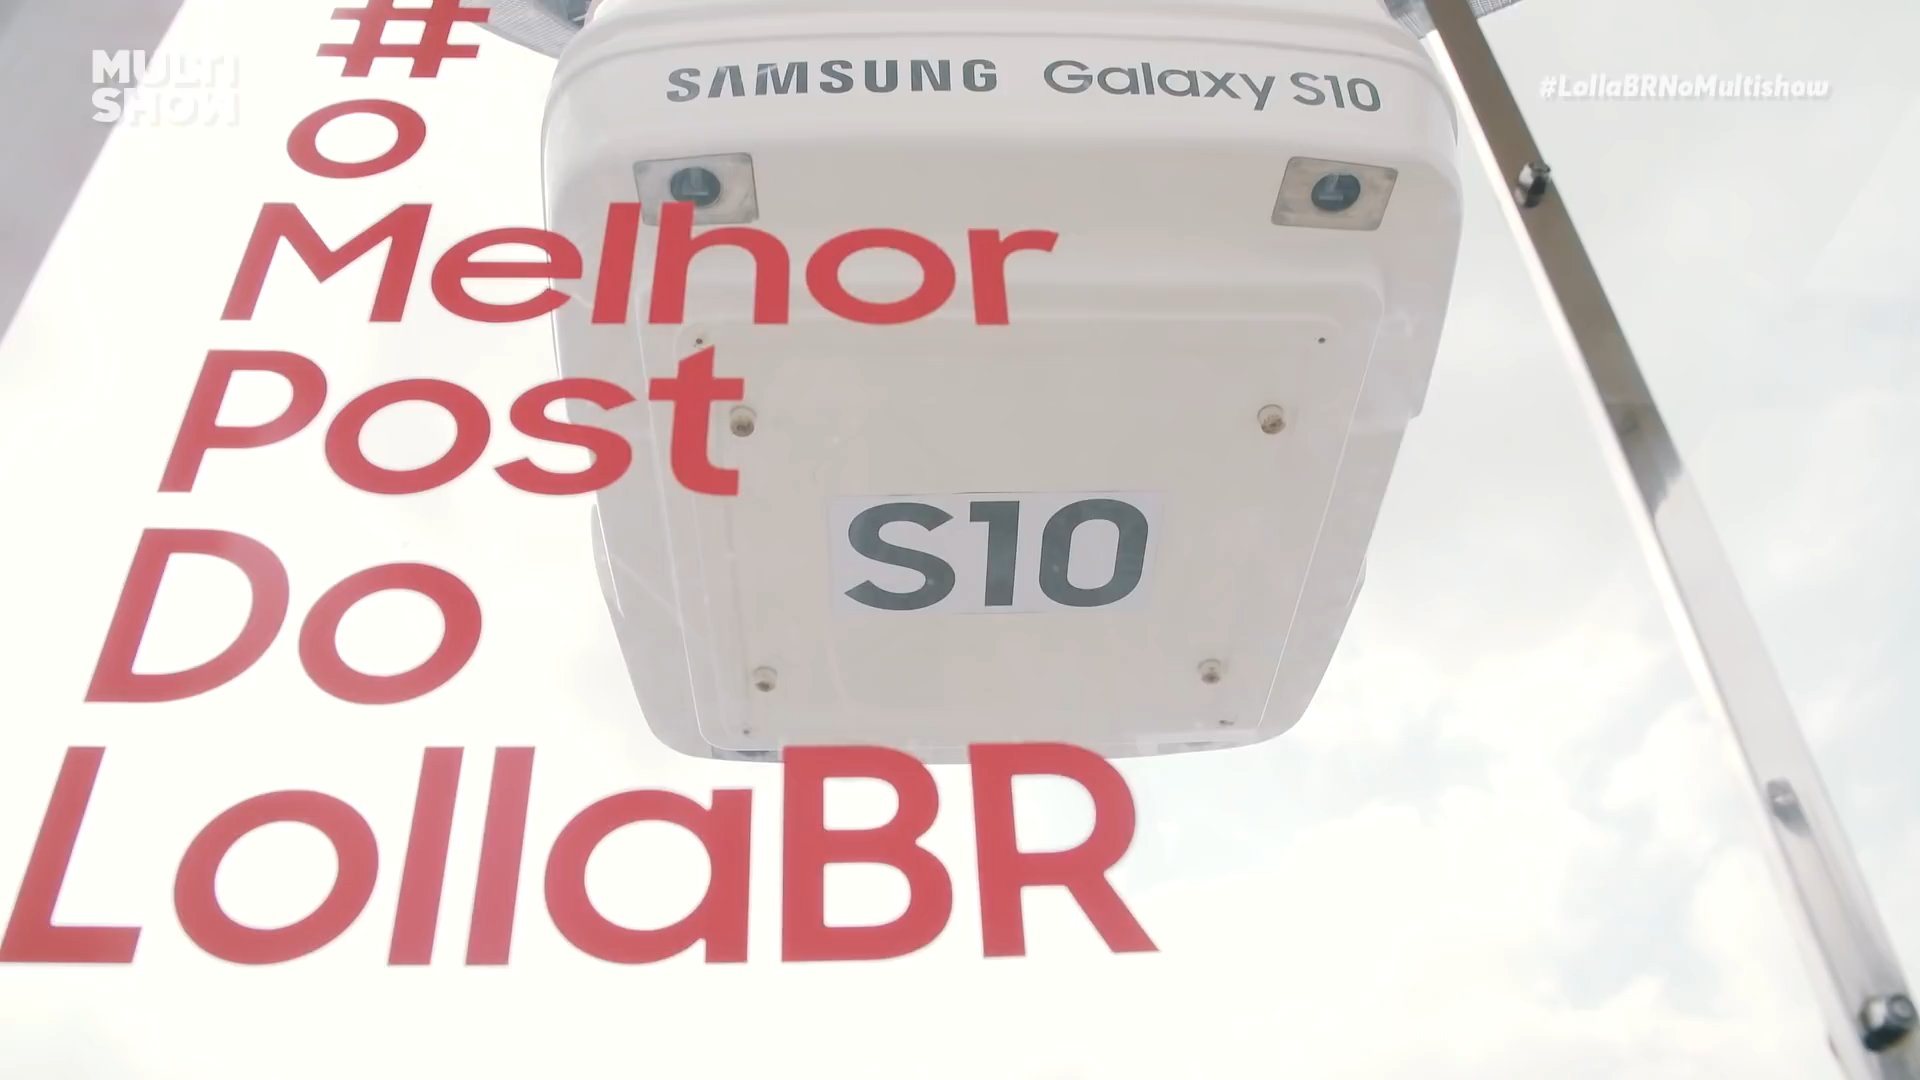 MULTI
SHOW
#LollaBRNoMultishow
SAMSUNG Galaxy S10
S10
#
o
Melhor
Post
Do
LollaBR